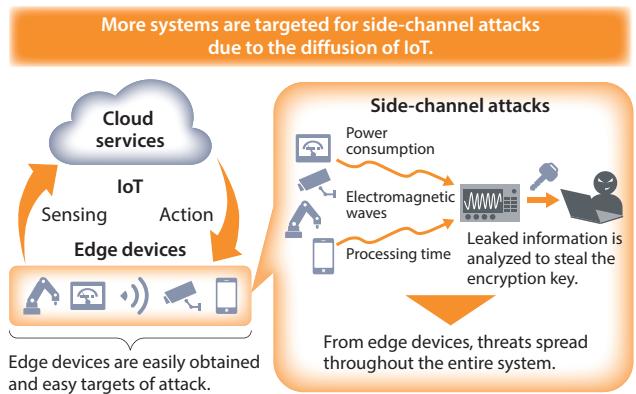 More systems are targeted for side-channel attacks
due to the diffusion of IoT.
Cloud
services
IoT
Sensing
Action
Edge devices
Edge devices are easily obtained
and easy targets of attack.
Side-channel attacks
Power
consumption
Electromagnetic
waves
Processing time
Leaked information is
analyzed to steal the
encryption key.
From edge devices, threats spread
throughout the entire system.